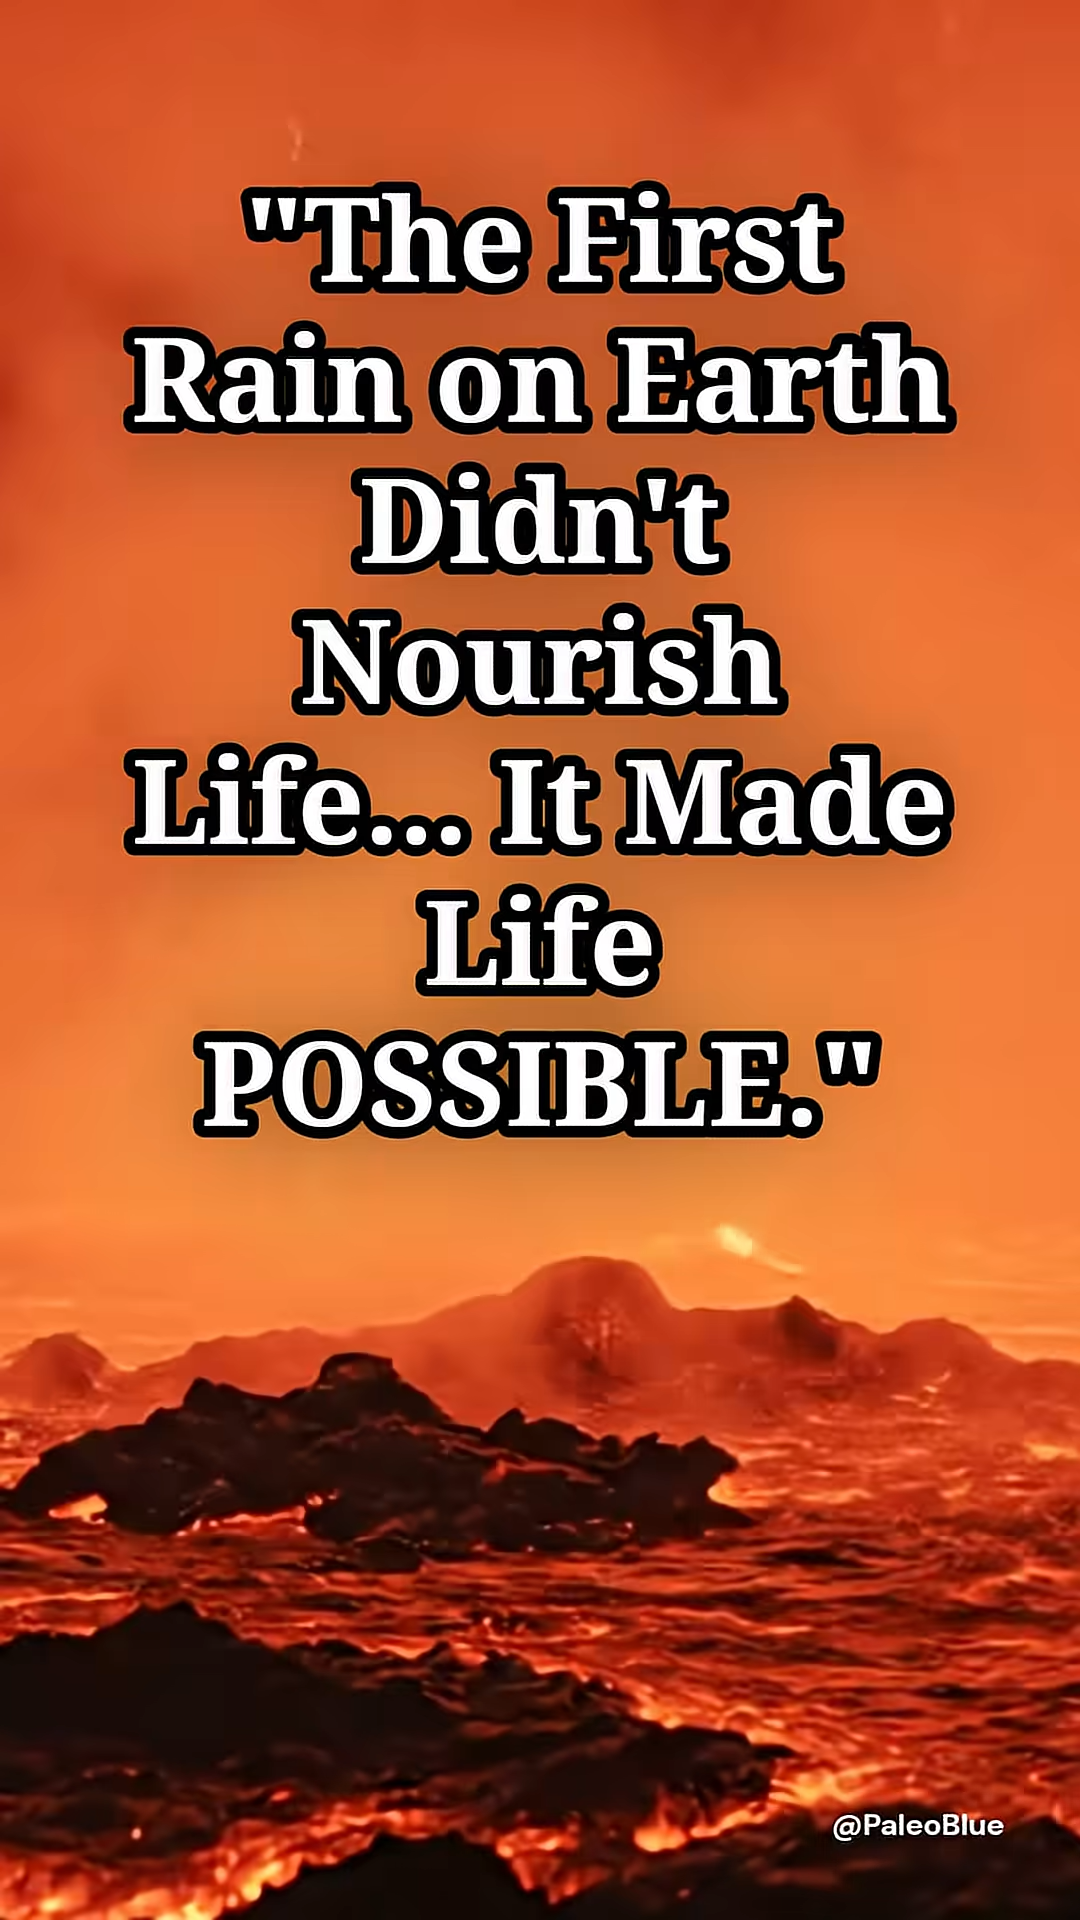 "The First
Rain on Earth
Didn't
Nourish
Life... It Made
Life
POSSIBLE."
@PaleoBlue